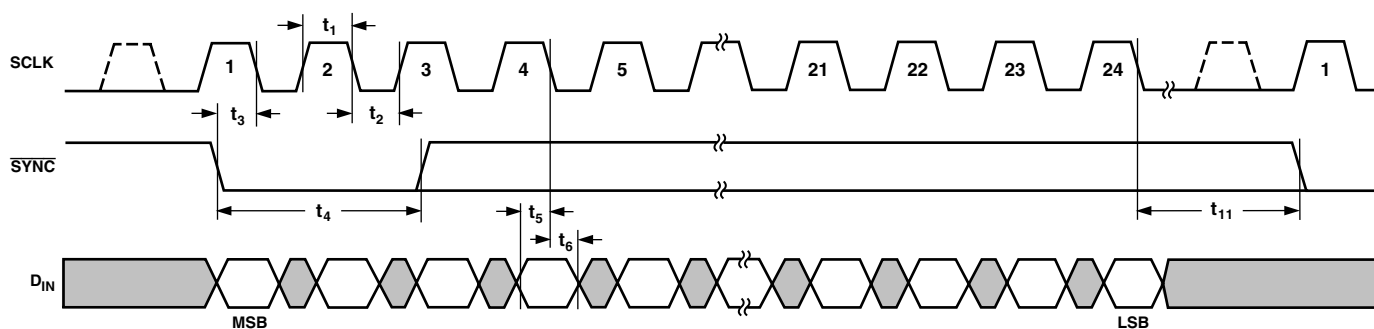 t1
SCLK 1 2 3 4 5 21 22 23 24 1
t3 t2
SYNC
t4 t5 t11
t6
DIN
MSB LSB